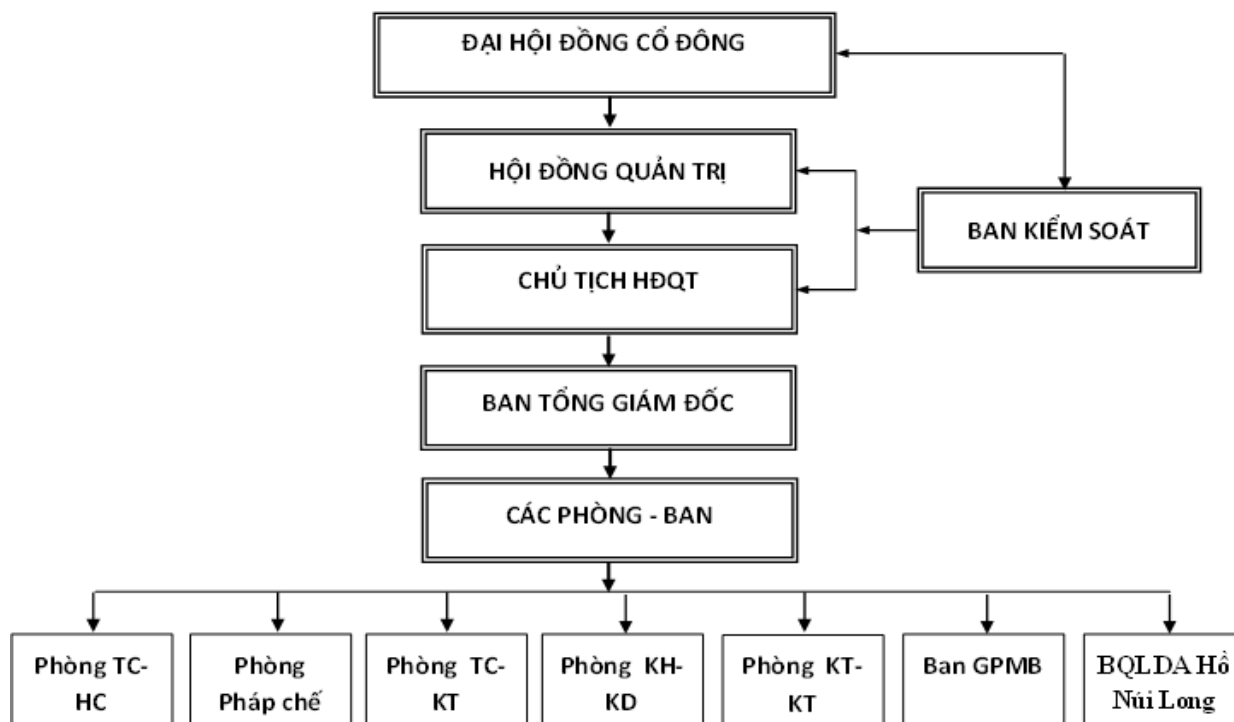 ĐẠI HỘI ĐỒNG CỔ ĐÔNG
HỘI ĐỒNG QUẢN TRỊ
BAN KIỂM SOÁT
CHỦ TỊCH HĐQT
BAN TỔNG GIÁM ĐỐC
CÁC PHÒNG - BAN
Phòng TC-
HC
Phòng
Pháp chế
Phòng TC-
KT
Phòng KH-
KD
Phòng KT-
KT
Ban GPMB
BQLDA Hồ
Núi Long